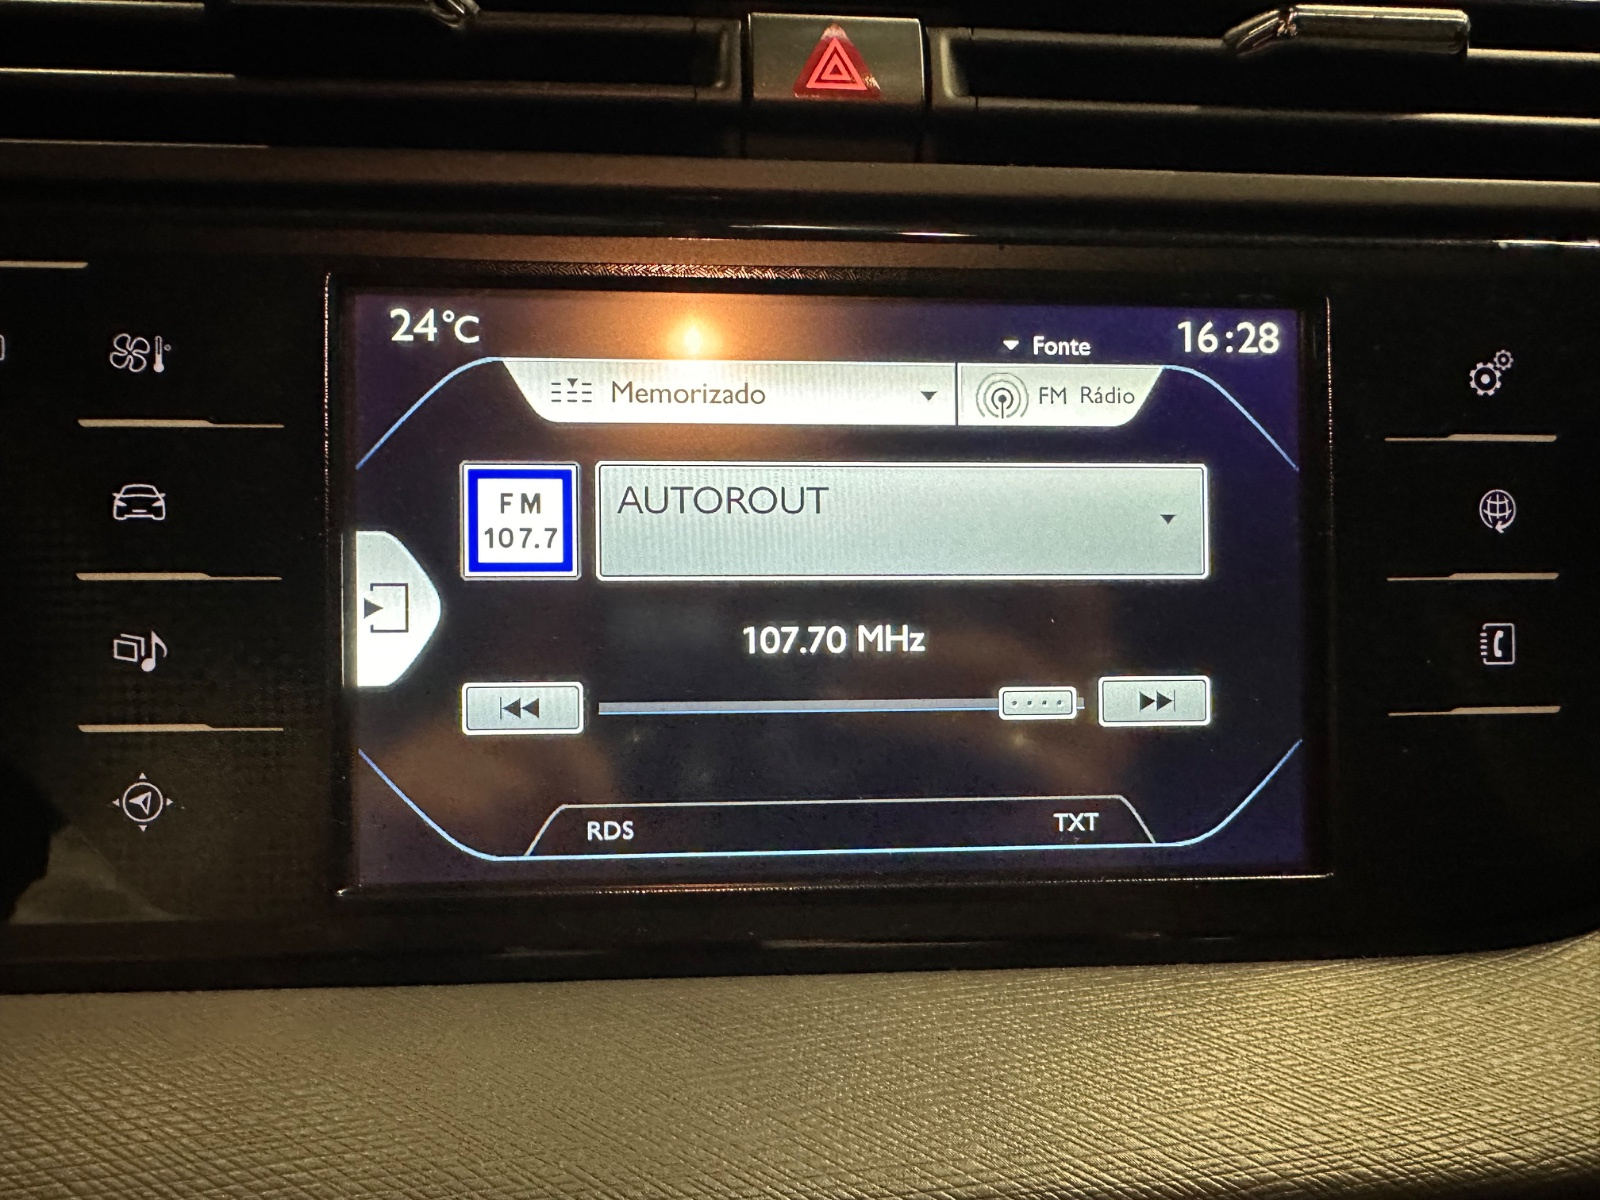 24°C
Fonte
16:28
Memorizado
FM Rádio
FM
107.7
AUTOROUT
107.70 MHz
RDS
TXT